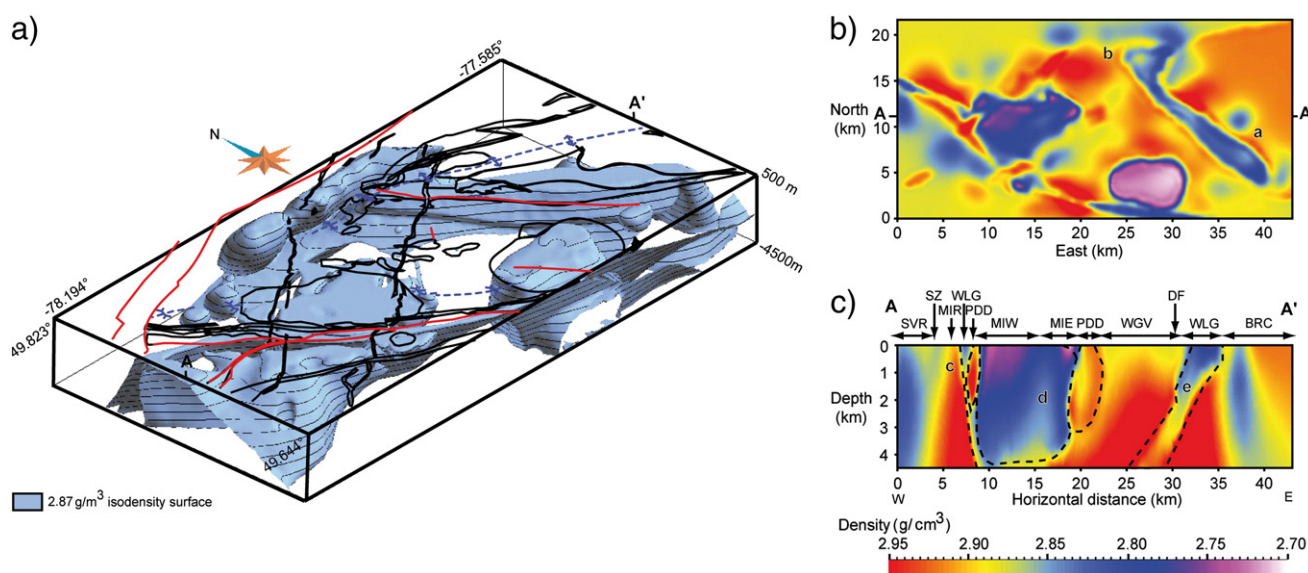 a)
-77.585°
A'
N
500 m
-4500m
-78.194°
49.823°
A
49.644°
2.87 g/m³ isodensity surface
b)
20
15
North
(km)
10
5
0
A
A
b
a
0 5 10 15 20 25 30 35 40
East (km)
c)
A
A'
WLG
SZ
MIR
PDD
DF
SVR
MIW
MIE
PDD
WGV
WLG
BRC
0
1
Depth
(km)
2
3
4
c
d
e
0 5 10 15 20 25 30 35 40
W
Horizontal distance (km)
E
Density (g/cm³)
2.95 2.90 2.85 2.80 2.75 2.70